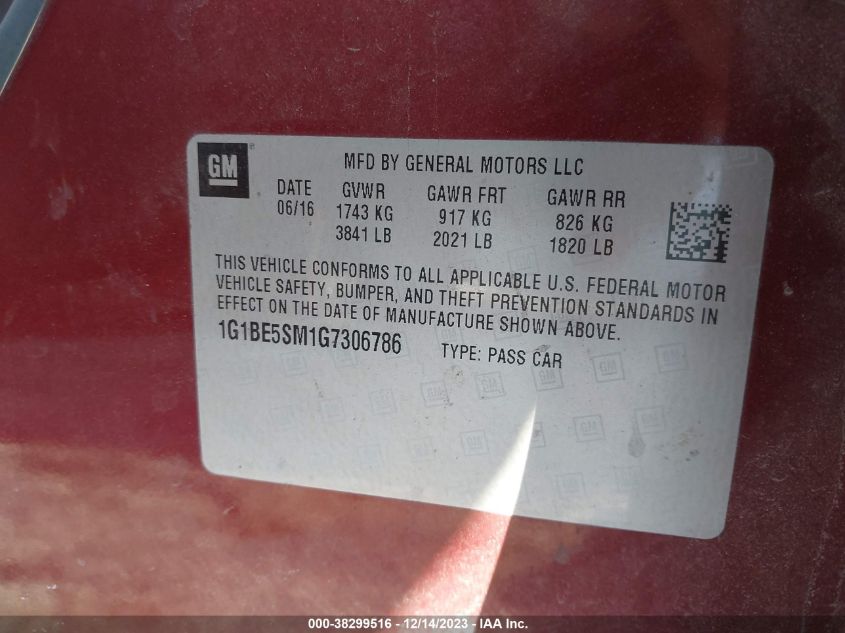 GM
MFD BY GENERAL MOTORS LLC
DATE GVWR GAWR FRT GAWR RR
06/16 1743 KG 917 KG 826 KG
3841 LB 2021 LB 1820 LB
THIS VEHICLE CONFORMS TO ALL APPLICABLE U.S. FEDERAL MOTOR
VEHICLE SAFETY, BUMPER, AND THEFT PREVENTION STANDARDS IN
EFFECT ON THE DATE OF MANUFACTURE SHOWN ABOVE.
1G1BE5SM1G7306786 TYPE: PASS CAR
000-38299516 - 12/14/2023 - IAA Inc.